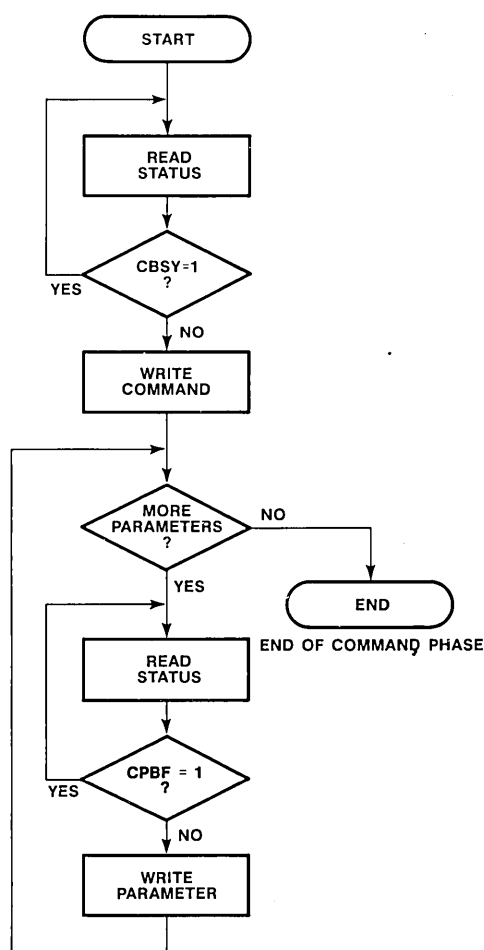 START
READ
STATUS
CBSY=1
?
YES
NO
WRITE
COMMAND
MORE
PARAMETERS
?
NO
YES
END
END OF COMMAND PHASE
READ
STATUS
CPBF = 1
?
YES
NO
WRITE
PARAMETER